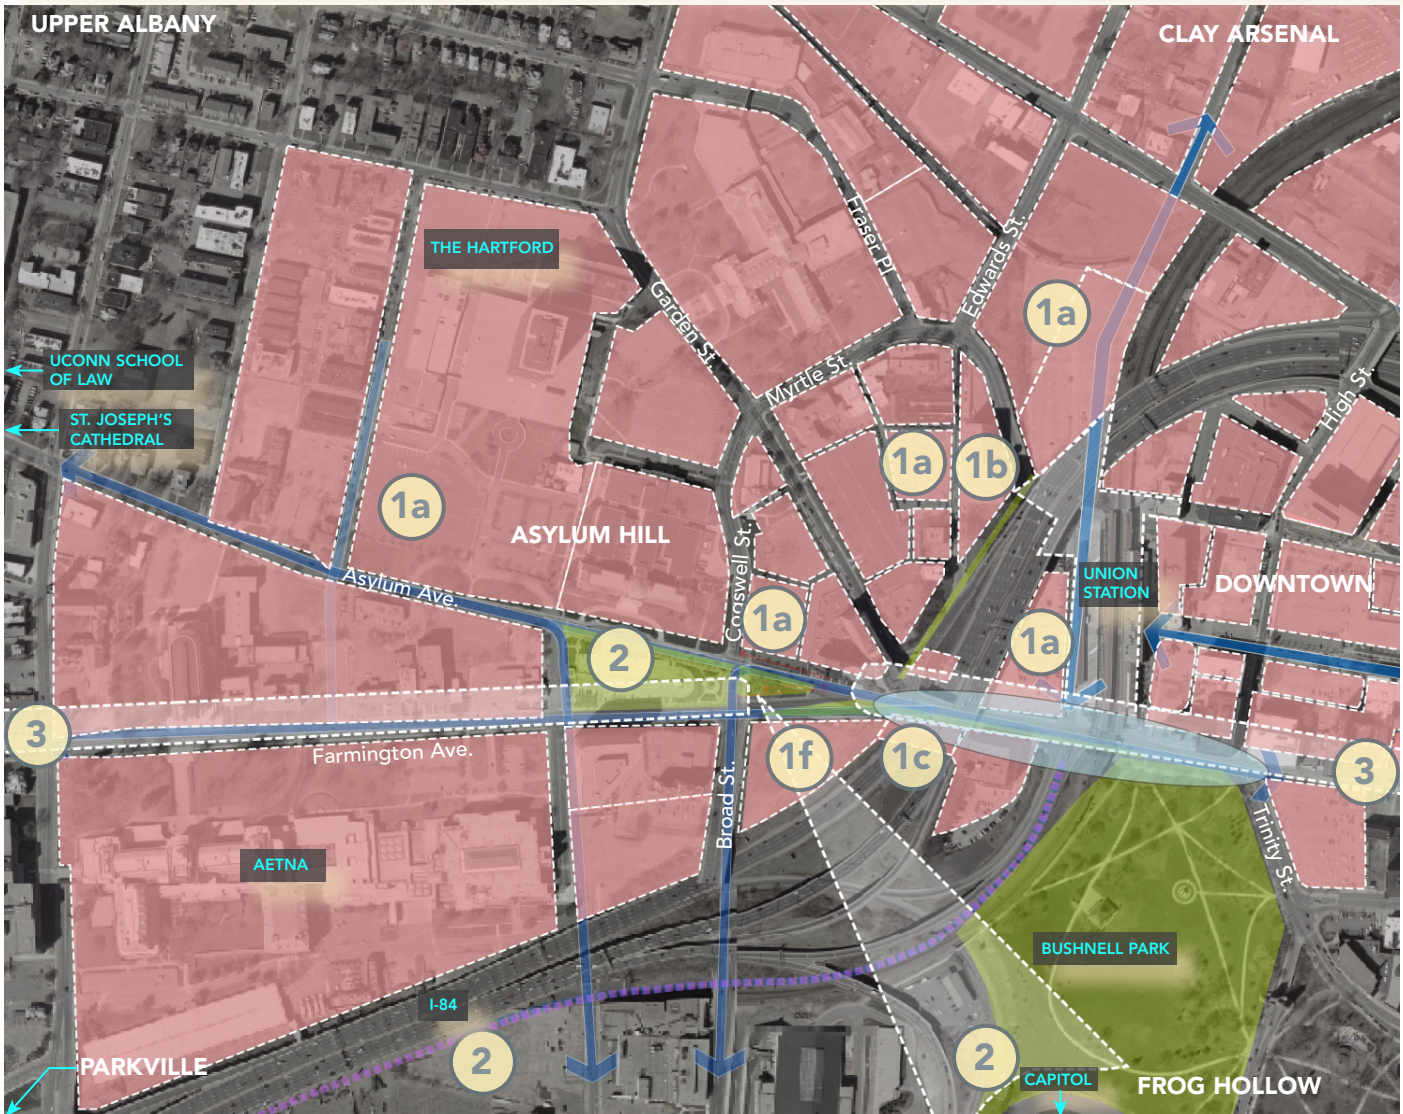 UPPER ALBANY
CLAY ARSENAL
THE HARTFORD
Fraser Pl
Edwards St.
Garden St.
1a
UCONN SCHOOL
OF LAW
Myrtle St.
High St.
ST. JOSEPH'S
CATHEDRAL
1a
1b
1a
ASYLUM HILL
Cogswell St.
UNION
STATION
DOWNTOWN
Asylum Ave.
1a
1a
2
3
Farmington Ave.
1f
1c
3
Broad St.
Trinity St.
AETNA
BUSHNELL PARK
I-84
2
2
PARKVILLE
CAPITOL
FROG HOLLOW